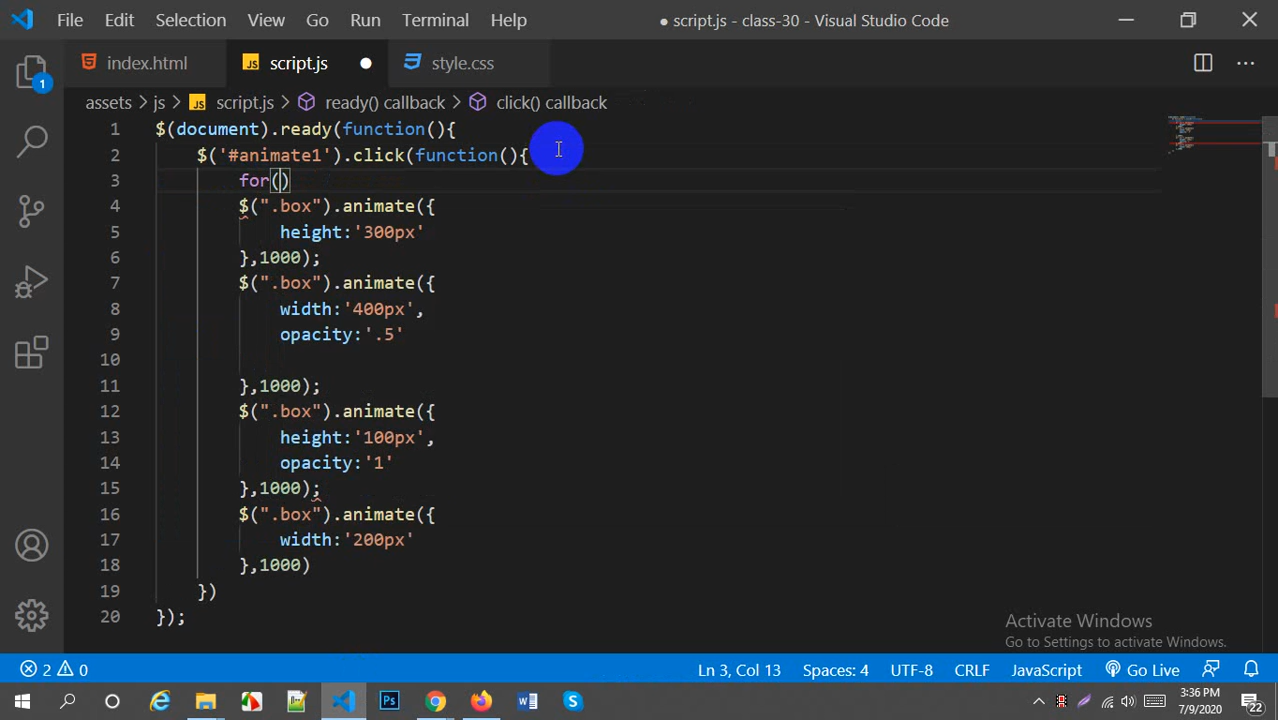 File Edit Selection View Go Run Terminal Help ● script.js - class-30 - Visual Studio Code
index.html JS script.js ● style.css ···
1
assets > js > JS script.js > ready() callback > click() callback
1 $(document).ready(function(){
2 $('#animate1').click(function(){
3 for()
4 $(".box").animate({
5 height:'300px'
6 },1000);
7 $(".box").animate({
8 width:'400px',
9 opacity:'.5'
10
11 },1000);
12 $(".box").animate({
13 height:'100px',
14 opacity:'1'
15 },1000);
16 $(".box").animate({
17 width:'200px'
18 },1000)
19 })
20 });
Activate Windows
Go to Settings to activate Windows.
2 0 Ln 3, Col 13 Spaces: 4 UTF-8 CRLF JavaScript Go Live
Ps W S 3:36 PM
7/9/2020 22